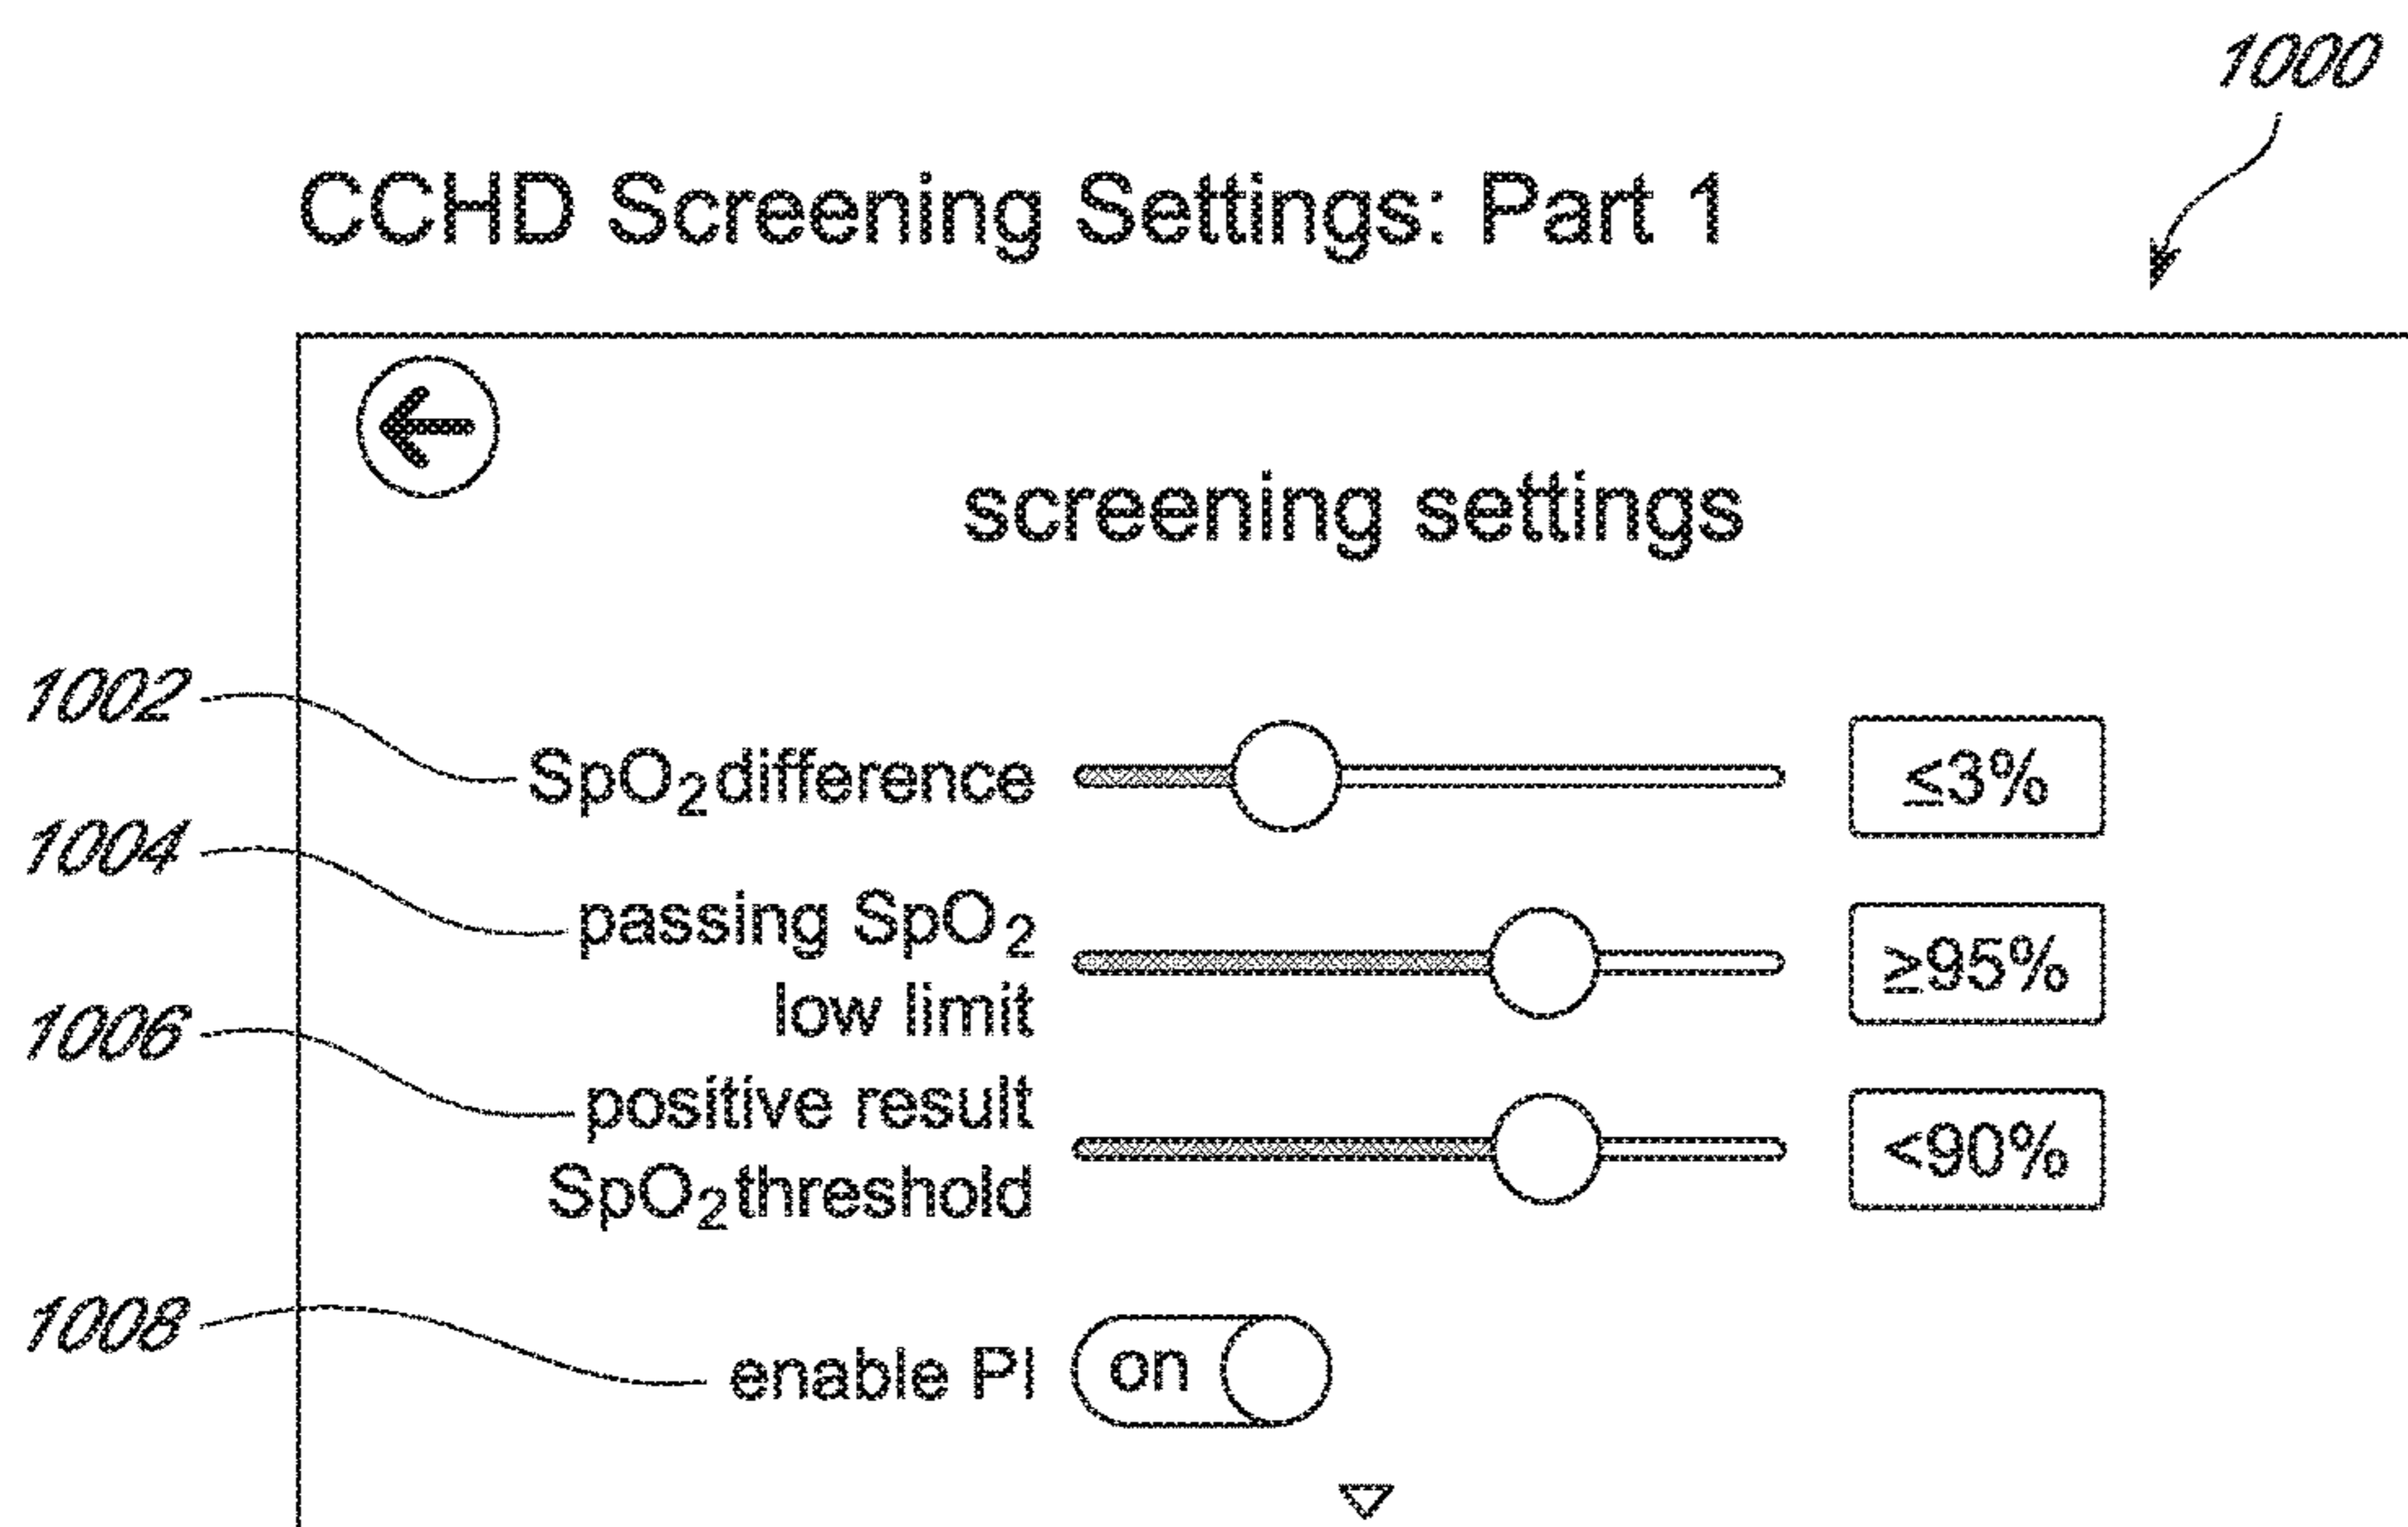 1000
CCHD Screening Settings: Part 1
screening settings
1002
SpO₂ difference
≤3%
1004
passing SpO₂
low limit
≥95%
1006
positive result
SpO₂ threshold
<90%
1008
enable PI
on